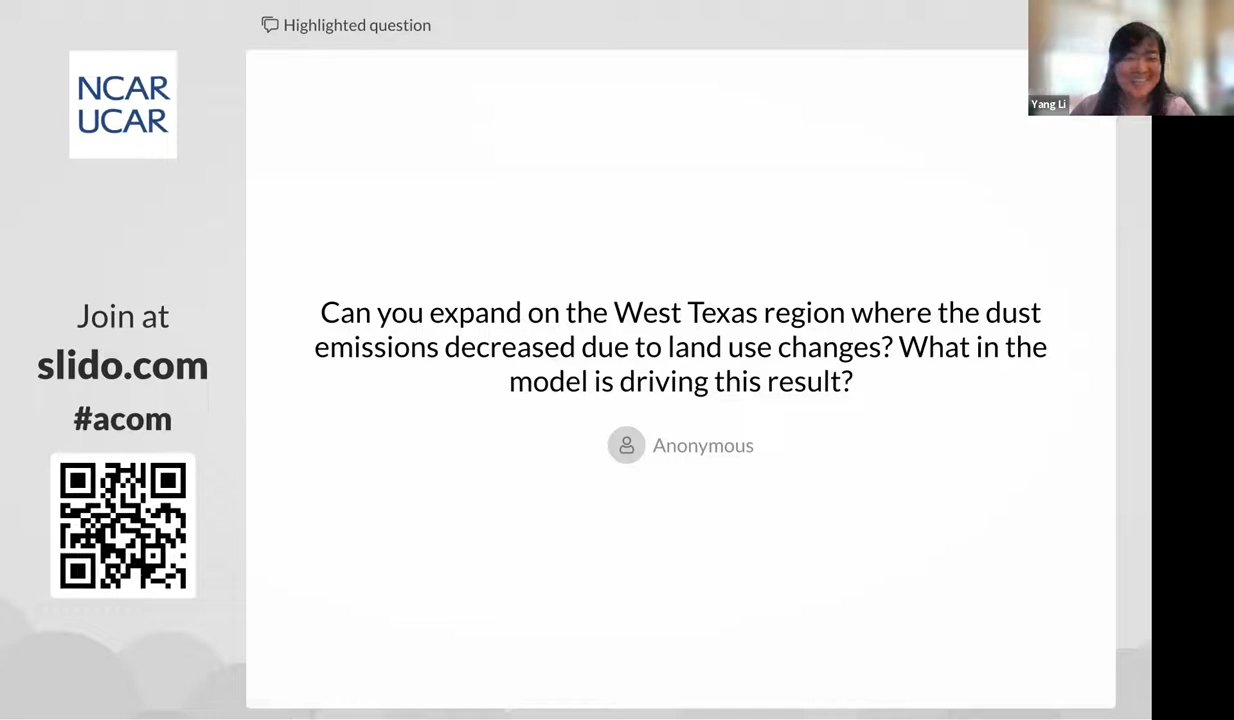 Highlighted question
NCAR
UCAR
Yang Li
Join at
slido.com
#acom
Can you expand on the West Texas region where the dust
emissions decreased due to land use changes? What in the
model is driving this result?
Anonymous